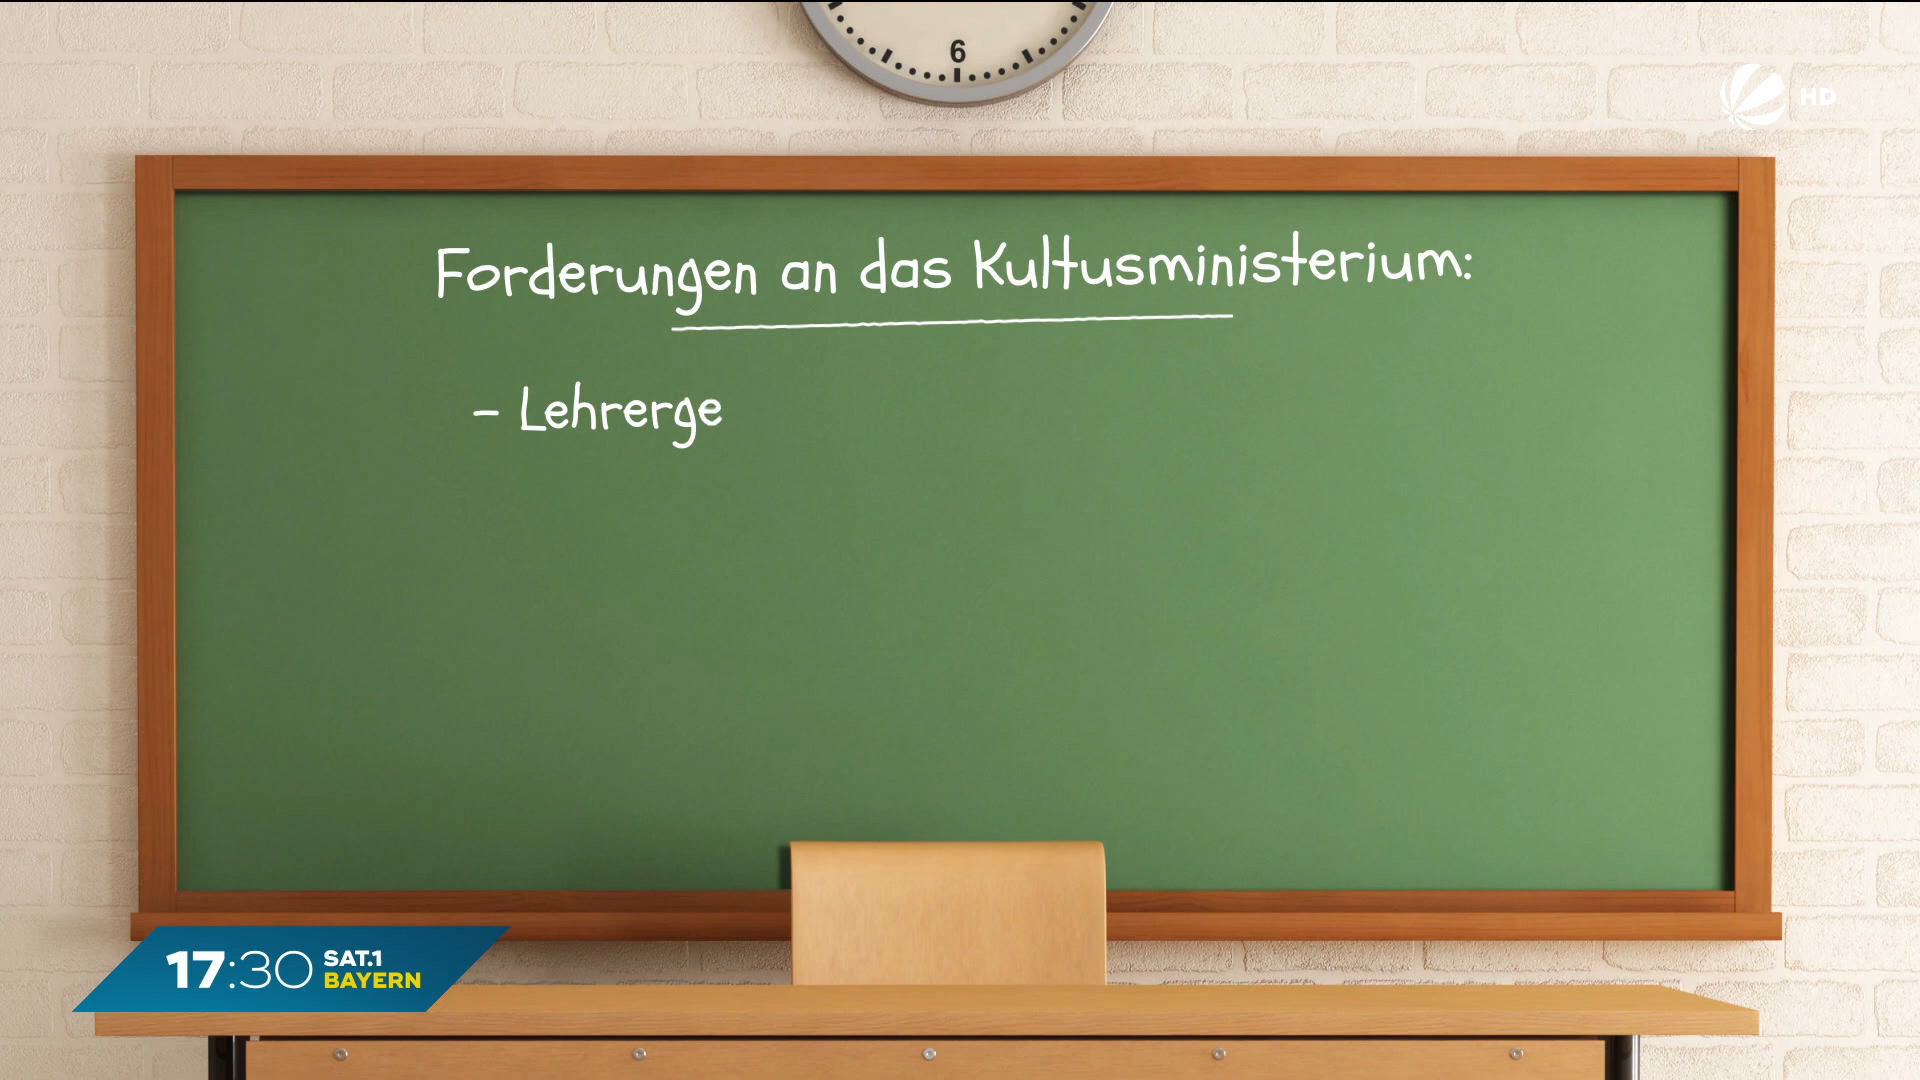 6
HD
Forderungen an das Kultusministerium:
- Lehrerge
17:30 SAT.1
BAYERN